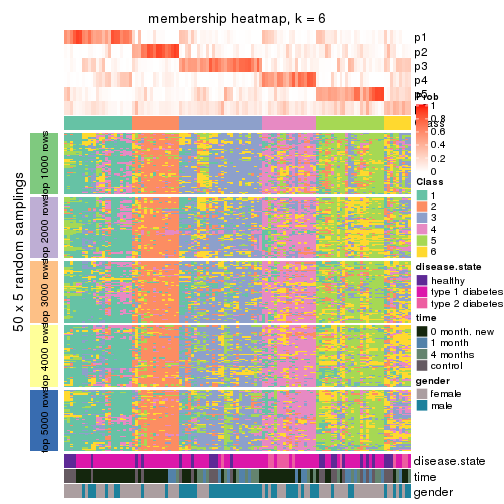 membership heatmap, k = 6
p1
p2
p3
p4
p5
Prob
1
0.8
0.6
0.4
0.2
0
Class
1
2
3
4
5
6
disease.state
healthy
type 1 diabetes
type 2 diabetes
time
0 month. new
1 month
4 months
control
gender
female
male
50 x 5 random samplings
top 1000 rows
top 2000 rows
top 3000 rows
top 4000 rows
top 5000 rows
disease.state
time
gender